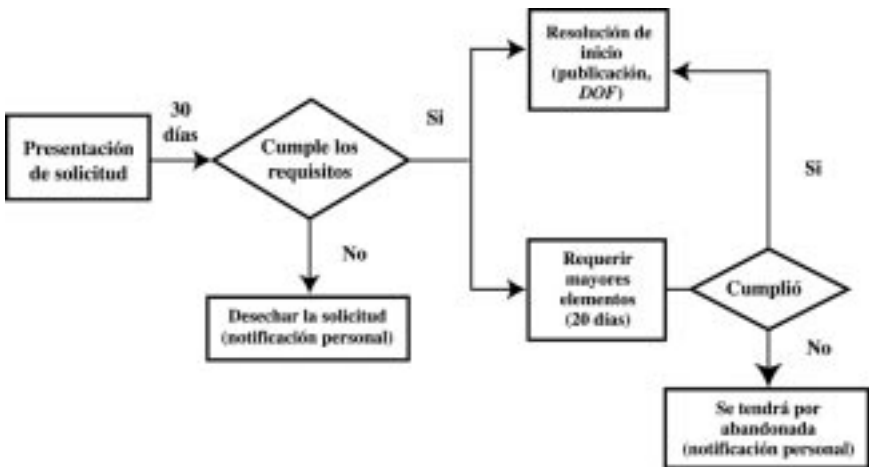 Presentación
de solicitud
30
días
Cumple los
requisitos
Si
No
Desechar la solicitud
(notificación personal)
Resolución de
inicio
(publicación,
DOF)
Requerir
mayores
elementos
(20 días)
Cumplió
Si
No
Se tendrá por
abandonada
(notificación personal)